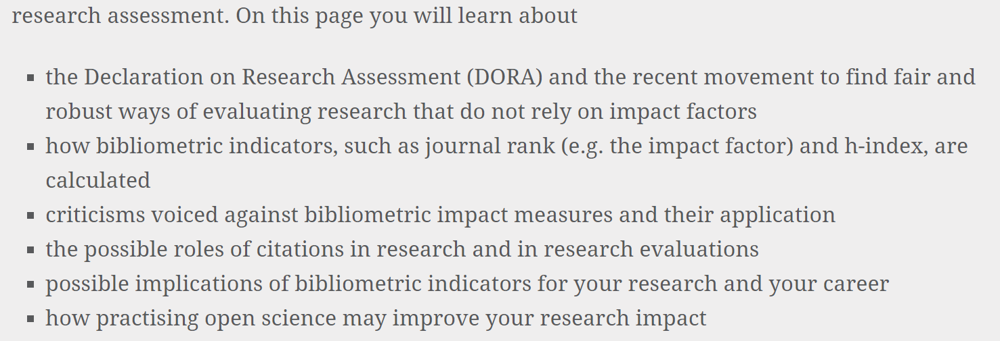 research assessment. On this page you will learn about
▪ the Declaration on Research Assessment (DORA) and the recent movement to find fair and
robust ways of evaluating research that do not rely on impact factors
▪ how bibliometric indicators, such as journal rank (e.g. the impact factor) and h-index, are
calculated
▪ criticisms voiced against bibliometric impact measures and their application
▪ the possible roles of citations in research and in research evaluations
▪ possible implications of bibliometric indicators for your research and your career
▪ how practising open science may improve your research impact